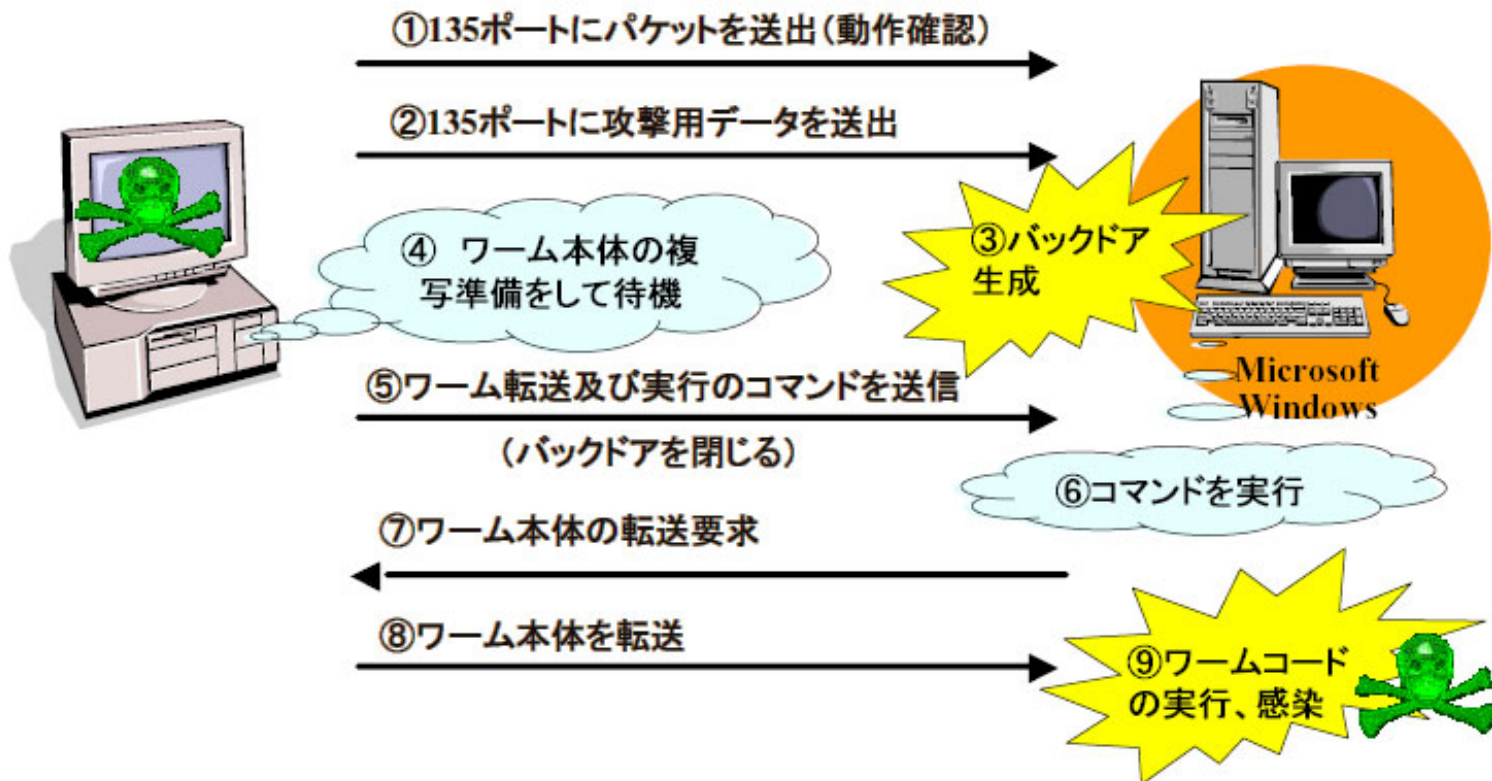 ①135ポートにパケットを送出(動作確認)
②135ポートに攻撃用データを送出
③バックドア
生成
④ ワーム本体の複
写準備をして待機
⑤ワーム転送及び実行のコマンドを送信
(バックドアを閉じる)
Microsoft
Windows
⑥コマンドを実行
⑦ワーム本体の転送要求
⑧ワーム本体を転送
⑨ワームコード
の実行、感染